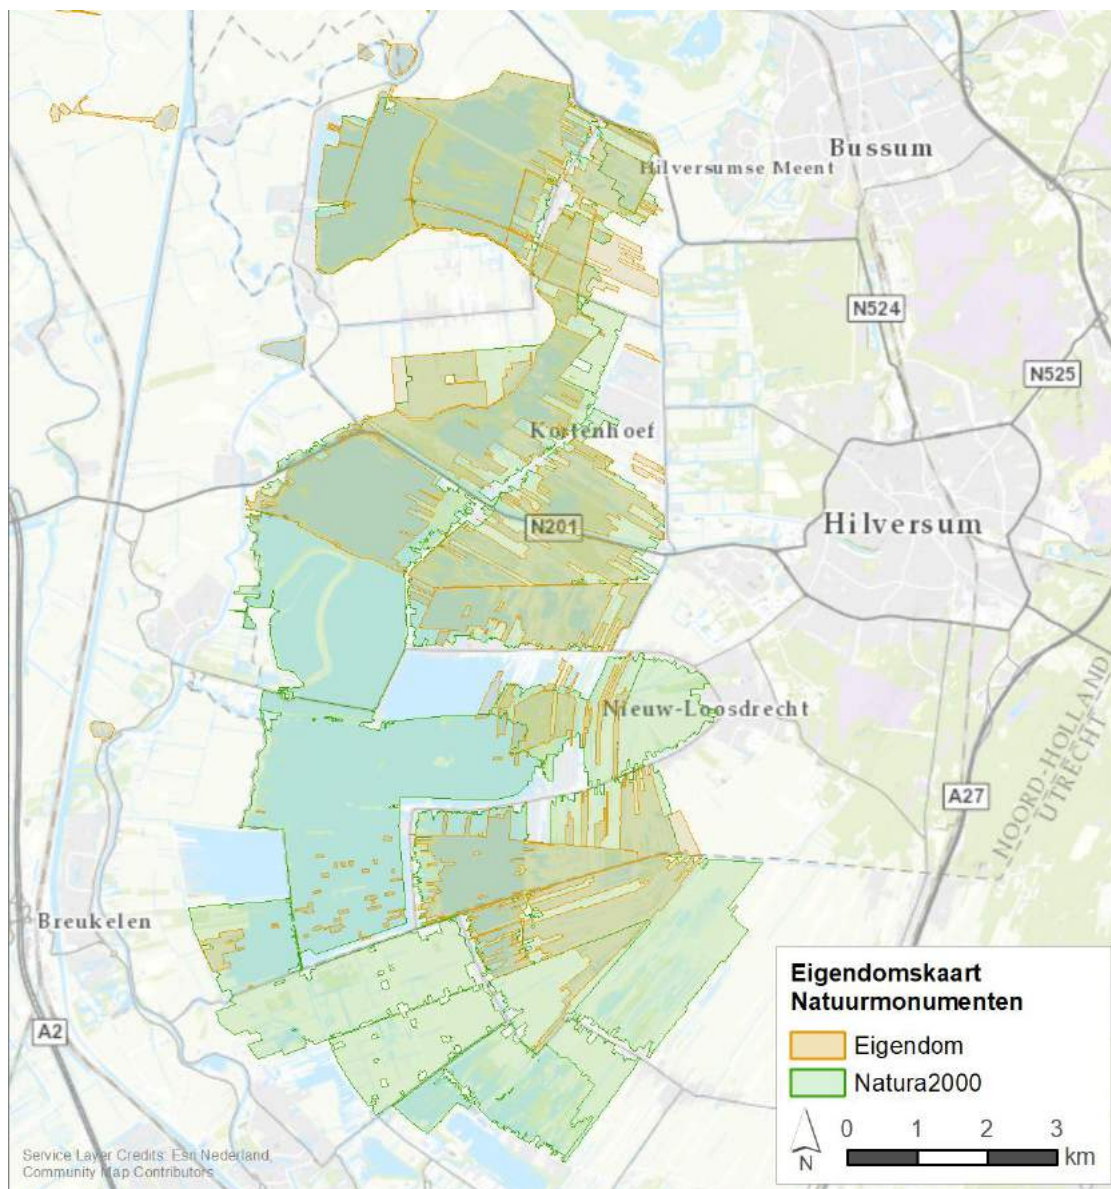 Bussum
Hilversumse Meent
N524
N525
Kortenhoef
N201
Hilversum
Nieuw-Loosdrecht
A27
NOORD-HOLLAND
UTRECHT
Breukelen
A2
Eigendomskaart
Natuurmonumenten
Eigendom
Natura2000
N
0 1 2 3
km
Service Layer Credits: Esri Nederland,
Community Map Contributors